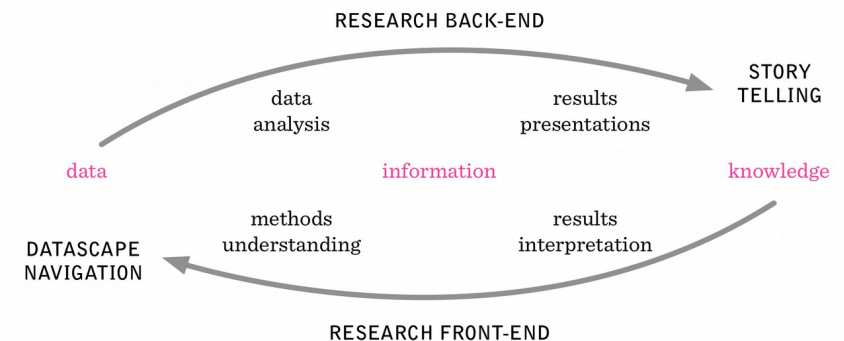 RESEARCH BACK-END
STORY
TELLING
data
analysis
results
presentations
data
information
knowledge
methods
understanding
results
interpretation
DATASCAPE
NAVIGATION
RESEARCH FRONT-END